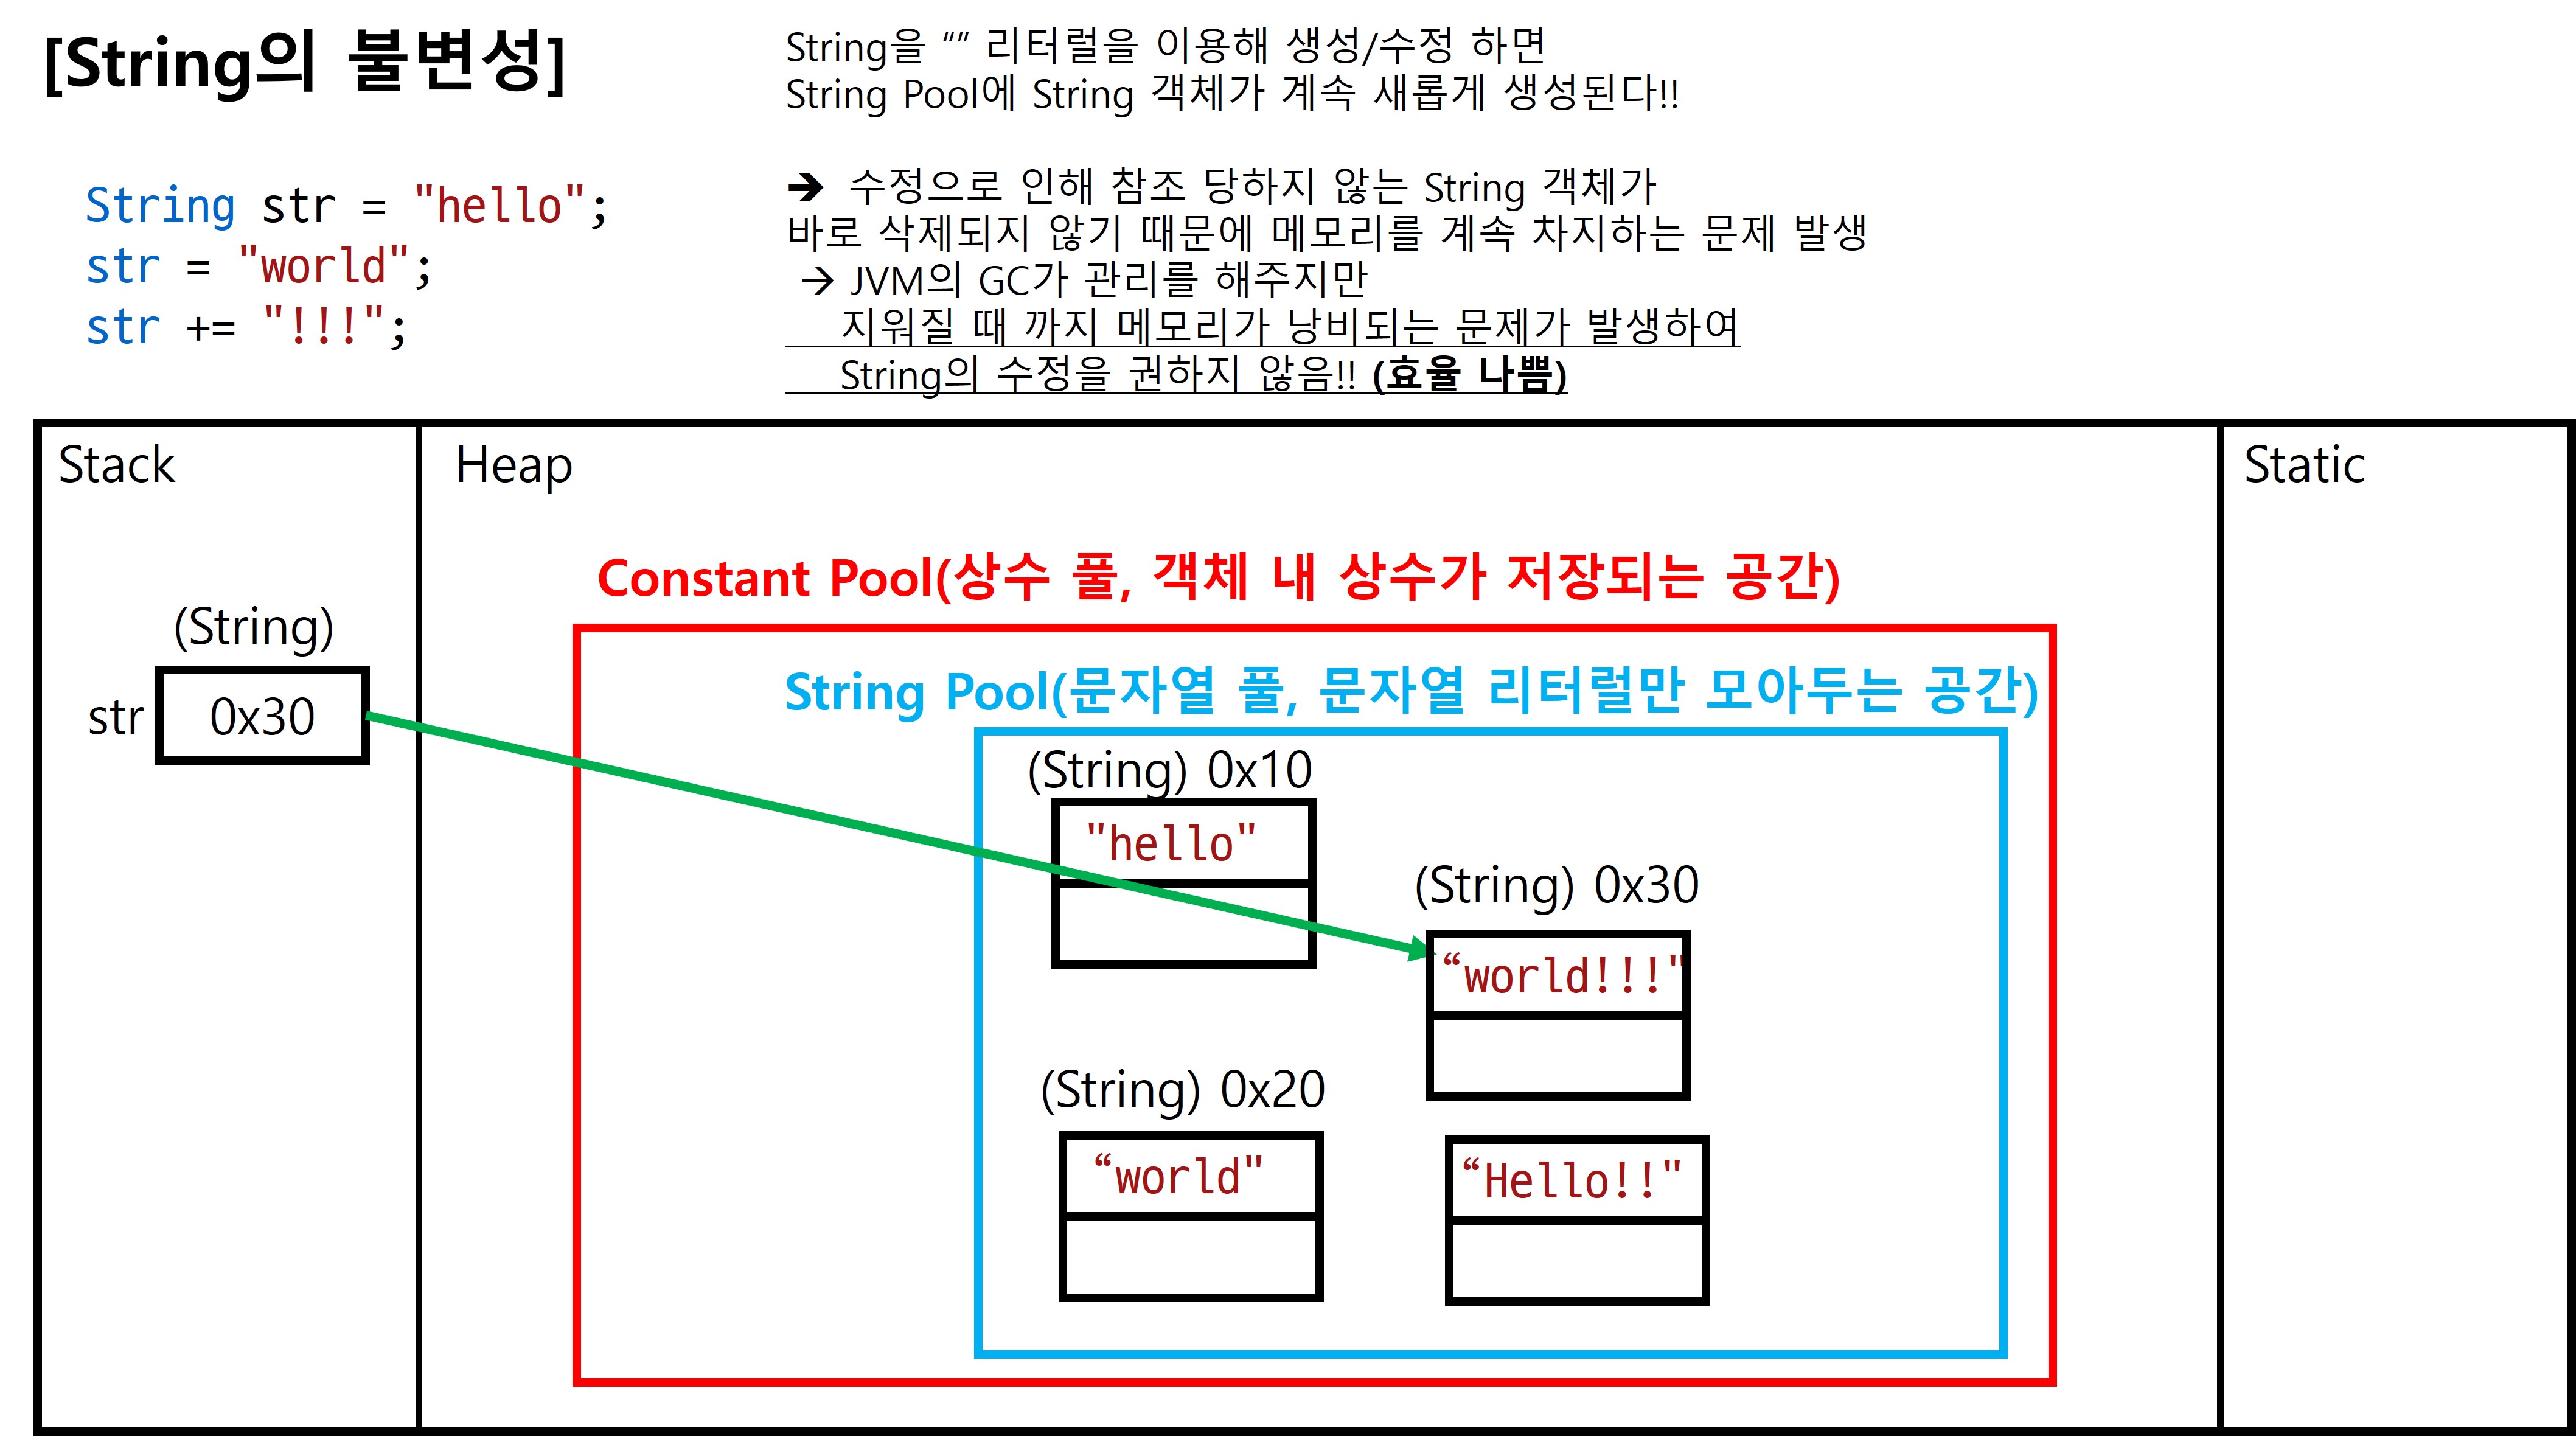 [String의 불변성]
String str = "hello";
str = "world";
str += "!!!";
String을 “” 리터럴을 이용해 생성/수정 하면
String Pool에 String 객체가 계속 새롭게 생성된다!!
➔ 수정으로 인해 참조 당하지 않는 String 객체가
바로 삭제되지 않기 때문에 메모리를 계속 차지하는 문제 발생
→ JVM의 GC가 관리를 해주지만
지워질 때 까지 메모리가 낭비되는 문제가 발생하여
String의 수정을 권하지 않음!! (효율 나쁨)
Stack
Heap
Static
Constant Pool(상수 풀, 객체 내 상수가 저장되는 공간)
(String)
str
0x30
String Pool(문자열 풀, 문자열 리터럴만 모아두는 공간)
(String) 0x10
"hello"
(String) 0x30
“world!!!"
(String) 0x20
“world"
“Hello!!"